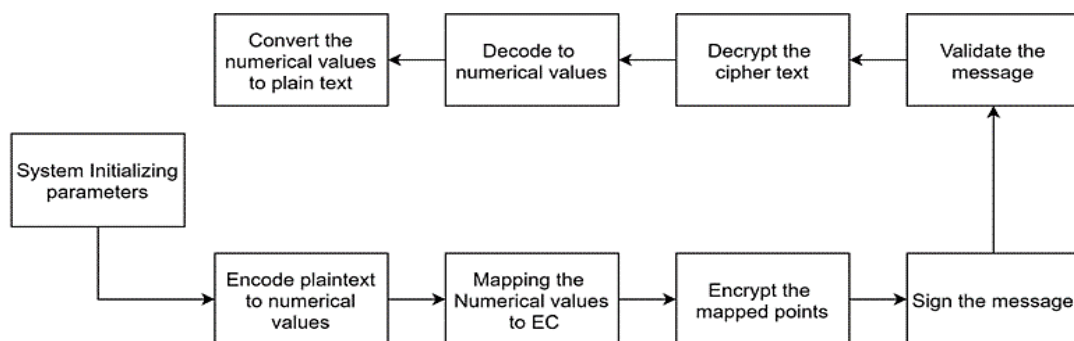 Convert the
numerical values
to plain text
Decode to
numerical values
Decrypt the
cipher text
Validate the
message
System Initializing
parameters
Encode plaintext
to numerical
values
Mapping the
Numerical values
to EC
Encrypt the
mapped points
Sign the message